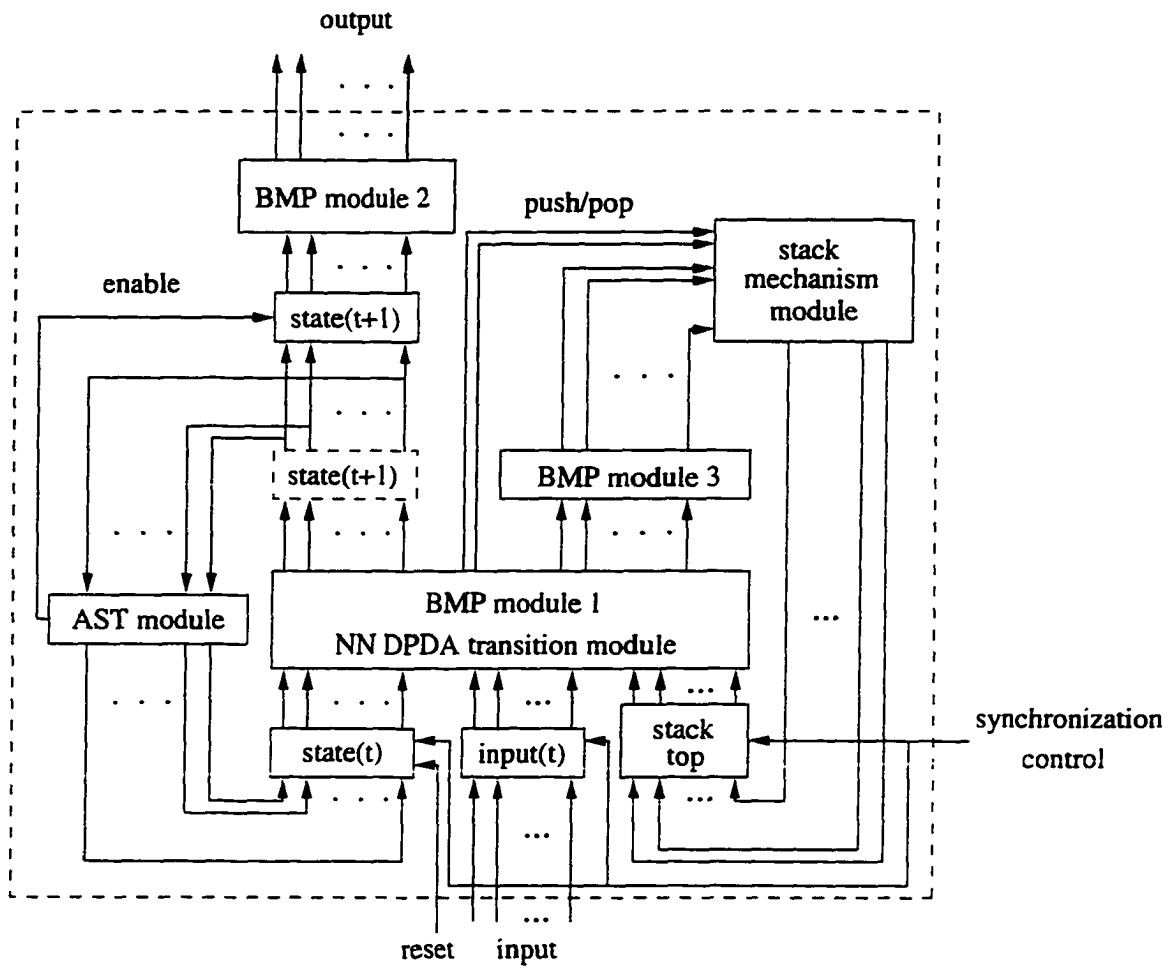 output
BMP module 2
push/pop
stack
mechanism
module
enable
state(t+1)
state(t+1)
BMP module 3
AST module
BMP module 1
NN DPDA transition module
state(t)
input(t)
stack
top
synchronization
control
reset
input